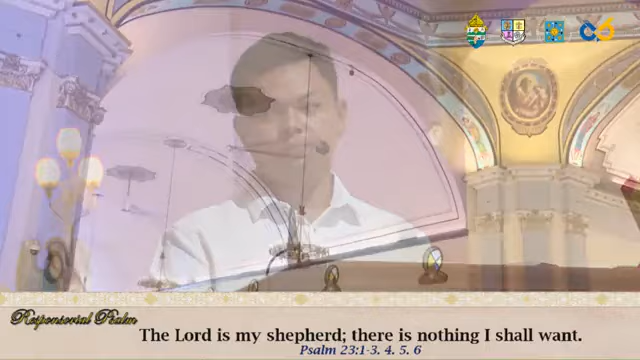 Responsorial Psalm
The Lord is my shepherd; there is nothing I shall want.
Psalm 23:1-3. 4. 5. 6